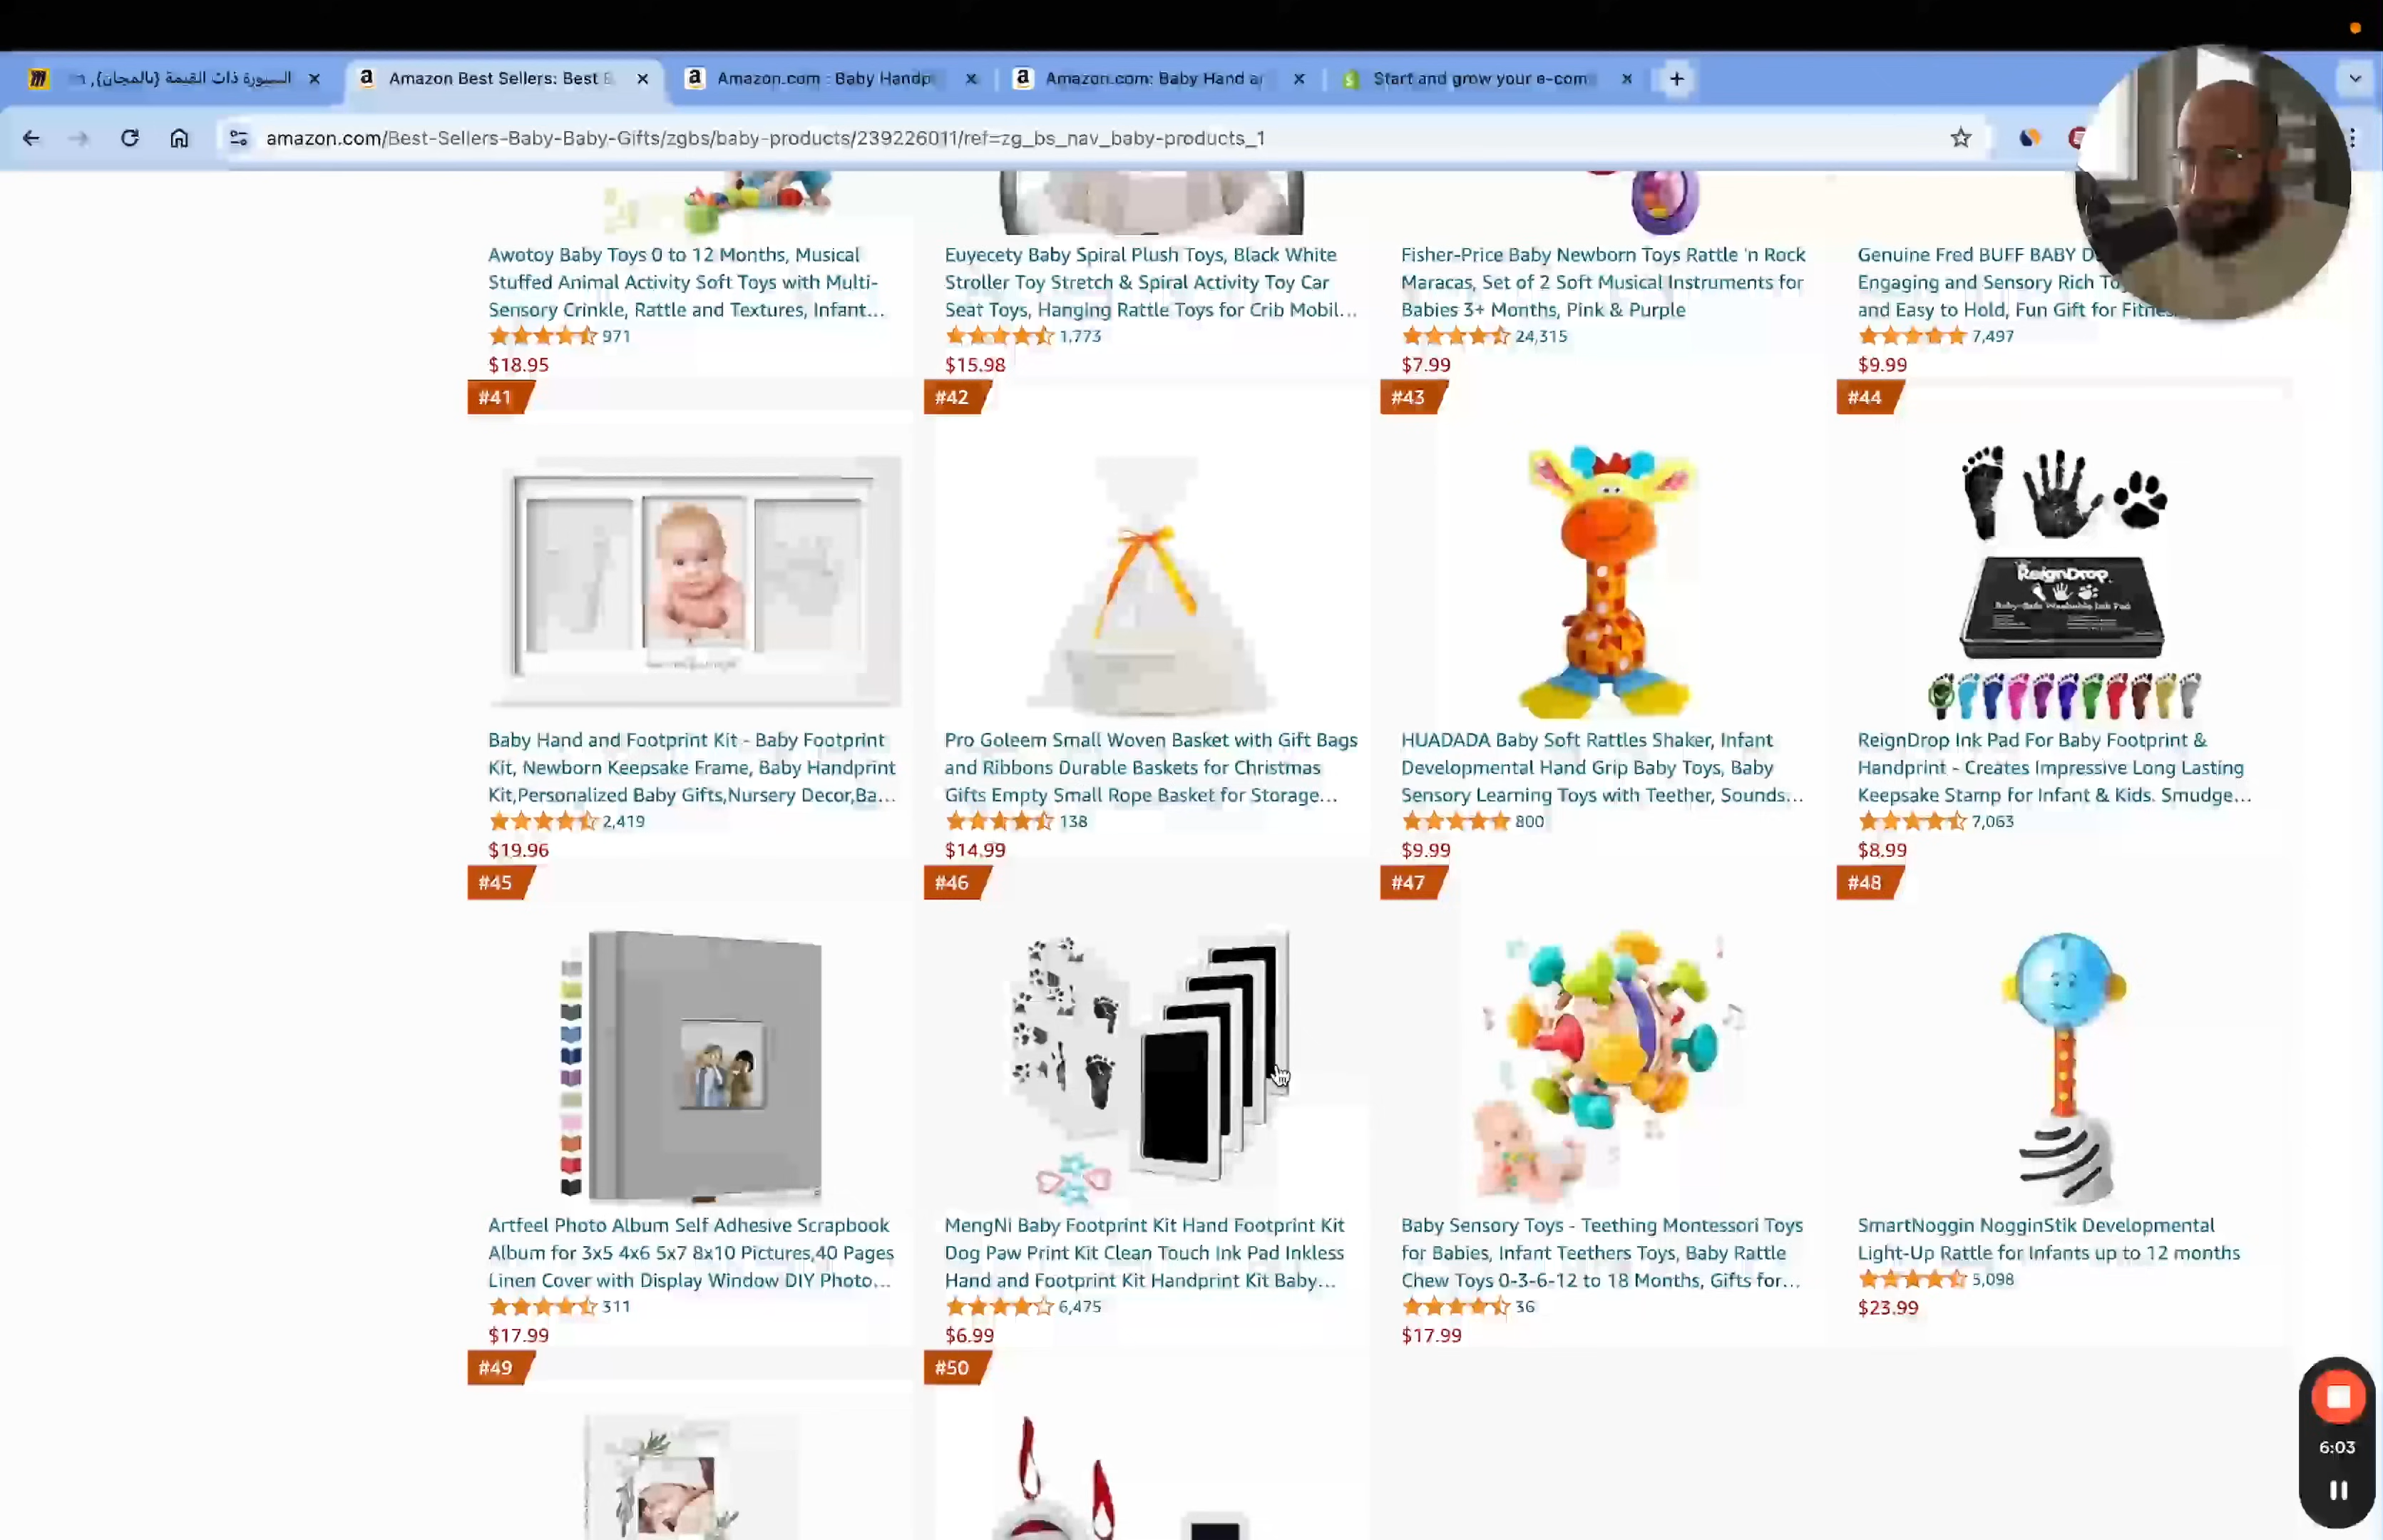 السبورة ذات القيمة {بالمجان},
Amazon Best Sellers: Best
Amazon.com : Baby Handp
Amazon.com: Baby Hand a
Start and grow your e-com
amazon.com/Best-Sellers-Baby-Baby-Gifts/zgbs/baby-products/239226011/ref=zg_bs_nav_baby-products_1
Awotoy Baby Toys 0 to 12 Months, Musical
Stuffed Animal Activity Soft Toys with Multi-
Sensory Crinkle, Rattle and Textures, Infant...
971
$18.95
Euyecety Baby Spiral Plush Toys, Black White
Stroller Toy Stretch & Spiral Activity Toy Car
Seat Toys, Hanging Rattle Toys for Crib Mobil...
1,773
$15.98
Fisher-Price Baby Newborn Toys Rattle 'n Rock
Maracas, Set of 2 Soft Musical Instruments for
Babies 3+ Months, Pink & Purple
24,315
$7.99
Genuine Fred BUFF BABY
Engaging and Sensory Rich
and Easy to Hold, Fun Gift for
7,497
$9.99
#41
#42
#43
#44
ReignDrop
Baby Hand and Footprint Kit - Baby Footprint
Kit, Newborn Keepsake Frame, Baby Handprint
Kit,Personalized Baby Gifts,Nursery Decor,Ba...
2,419
$19.96
Pro Goleem Small Woven Basket with Gift Bags
and Ribbons Durable Baskets for Christmas
Gifts Empty Small Rope Basket for Storage...
138
$14.99
HUADADA Baby Soft Rattles Shaker, Infant
Developmental Hand Grip Baby Toys, Baby
Sensory Learning Toys with Teether, Sounds...
800
$9.99
ReignDrop Ink Pad For Baby Footprint &
Handprint - Creates Impressive Long Lasting
Keepsake Stamp for Infant & Kids. Smudge...
7,063
$8.99
#45
#46
#47
#48
Artfeel Photo Album Self Adhesive Scrapbook
Album for 3x5 4x6 5x7 8x10 Pictures,40 Pages
Linen Cover with Display Window DIY Photo...
311
$17.99
MengNi Baby Footprint Kit Hand Footprint Kit
Dog Paw Print Kit Clean Touch Ink Pad Inkless
Hand and Footprint Kit Handprint Kit Baby...
6,475
$6.99
Baby Sensory Toys - Teething Montessori Toys
for Babies, Infant Teethers Toys, Baby Rattle
Chew Toys 0-3-6-12 to 18 Months, Gifts for...
36
$17.99
SmartNoggin NogginStik Developmental
Light-Up Rattle for Infants up to 12 months
5,098
$23.99
#49
#50
6:03